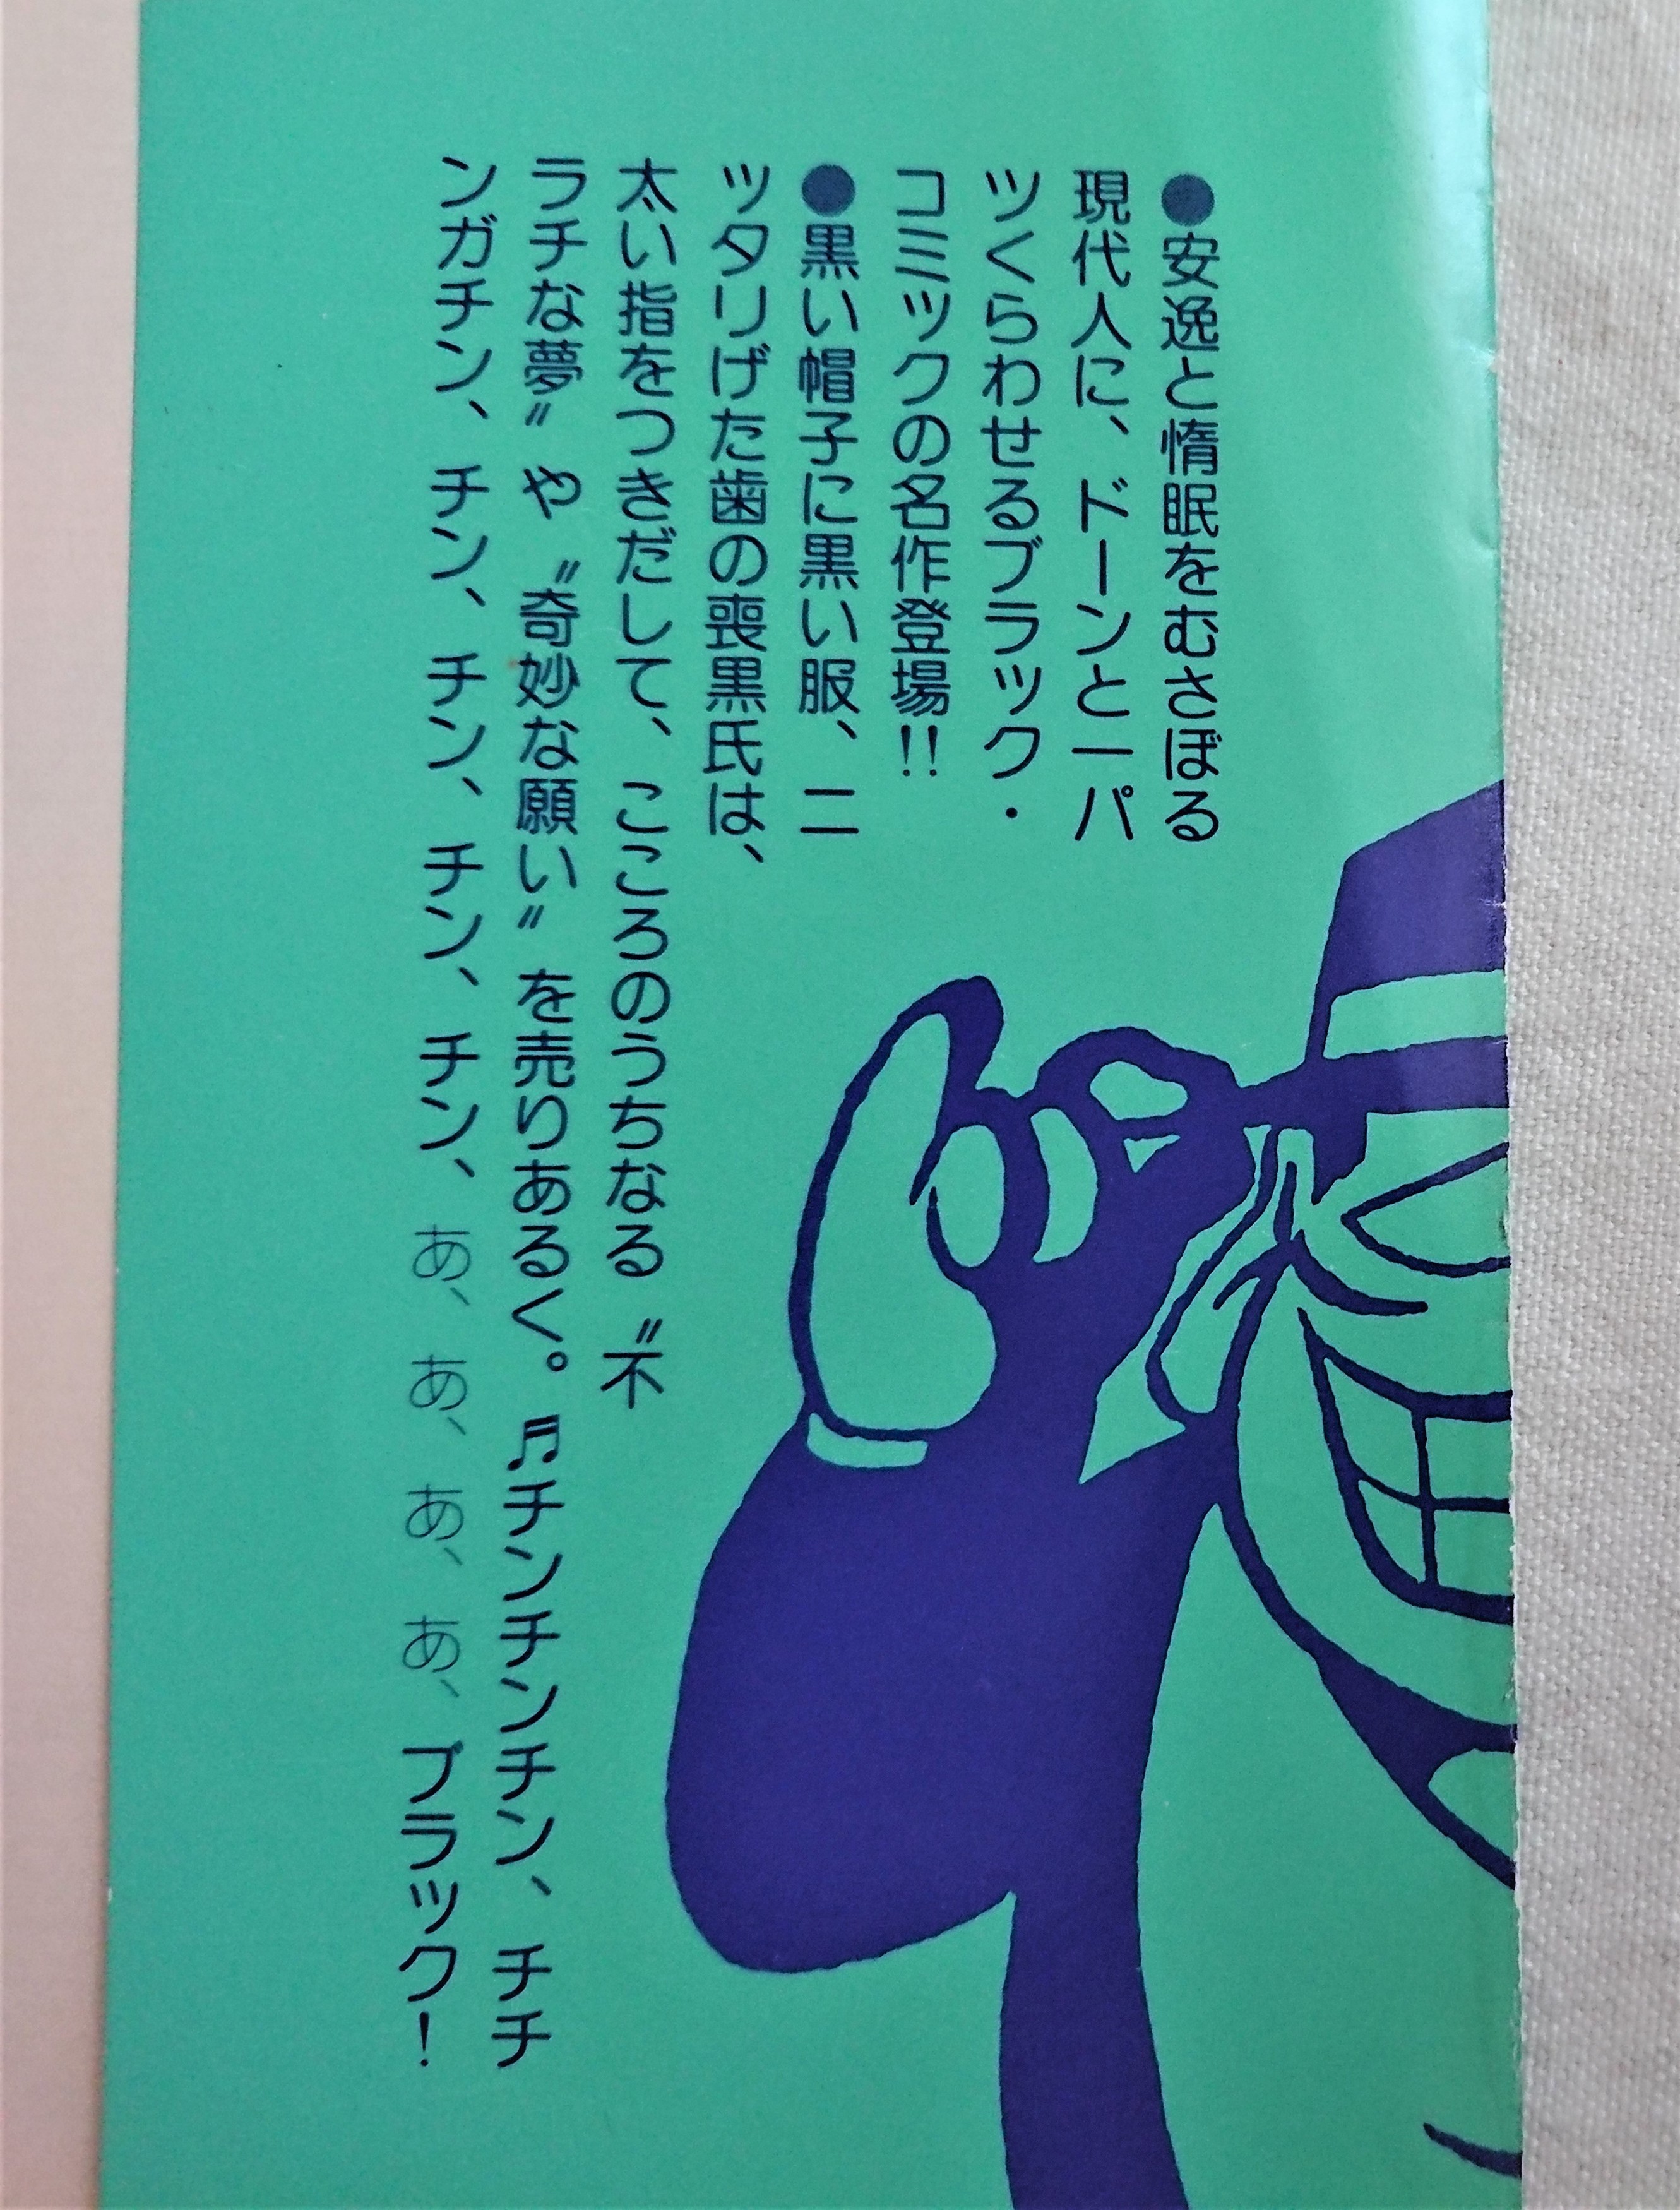 ●安逸と惰眠をむさぼる
現代人に、ドーンと一パ
ツくらわせるブラック・
コミックの名作登場!!
●黒い帽子に黒い服、ニ
ッタリげた歯の喪黒氏は、
太い指をつきだして、こころのうちなる〝不
ラチな夢〟や〝奇妙な願い〟を売りあるく。♬チンチンチン、チチ
ンガチン、チン、チン、チン、チン、あ、あ、あ、あ、ブラック！